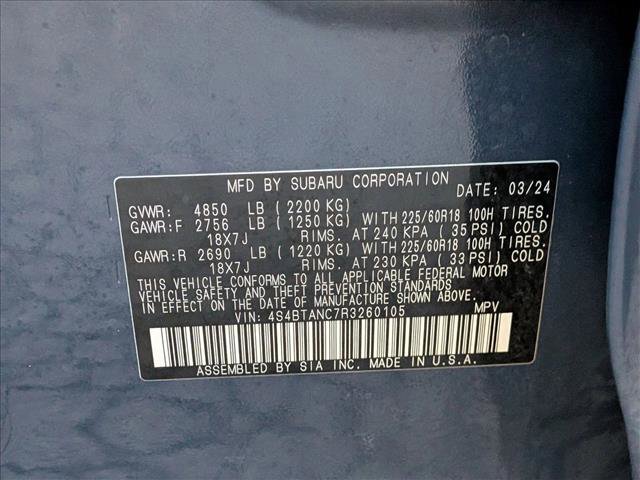 MFD BY SUBARU CORPORATION DATE: 03/24
GVWR: 4850 LB (2200 KG)
GAWR:F 2756 LB (1250 KG) WITH 225/60R18 100H TIRES.
18X7J RIMS. AT 240 KPA (35 PSI) COLD
GAWR:R 2690 LB (1220 KG) WITH 225/60R18 100H TIRES.
18X7J RIMS. AT 230 KPA (33 PSI) COLD
THIS VEHICLE CONFORMS TO ALL APPLICABLE FEDERAL MOTOR
VEHICLE SAFETY AND THEFT PREVENTION STANDARDS
IN EFFECT ON THE DATE OF MANUFACTURE SHOWN ABOVE.
VIN: 4S4BTANC7R3260105 MPV
ASSEMBLED BY SIA INC. MADE IN U.S.A.